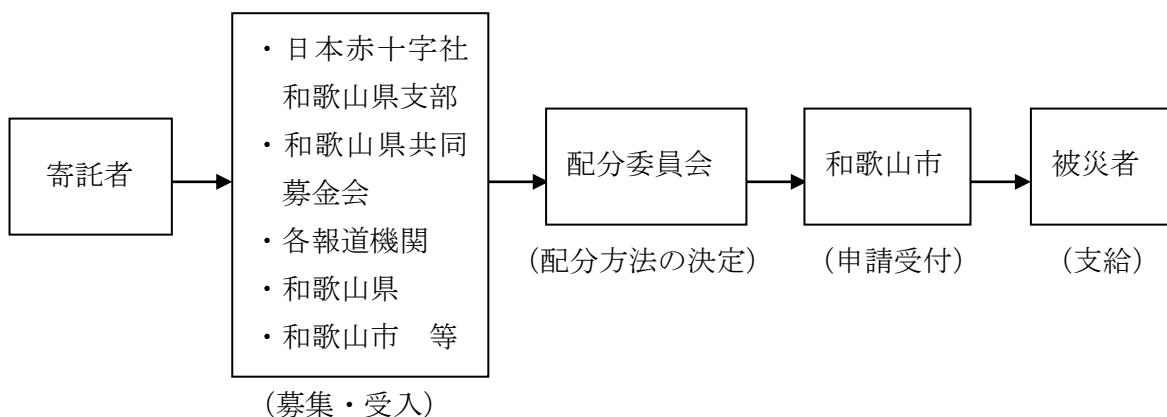 寄託者
・日本赤十字社
和歌山県支部
・和歌山県共同
募金会
・各報道機関
・和歌山県
・和歌山市　等
(募集・受入)
配分委員会
(配分方法の決定)
和歌山市
(申請受付)
被災者
(支給)